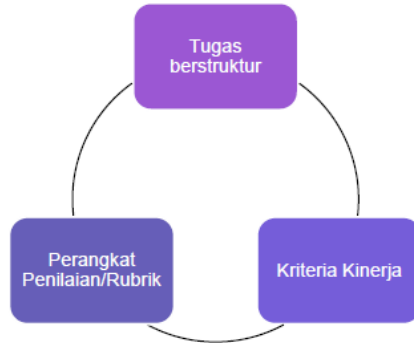 Tugas
berstruktur
Perangkat
Penilaian/Rubrik
Kriteria Kinerja